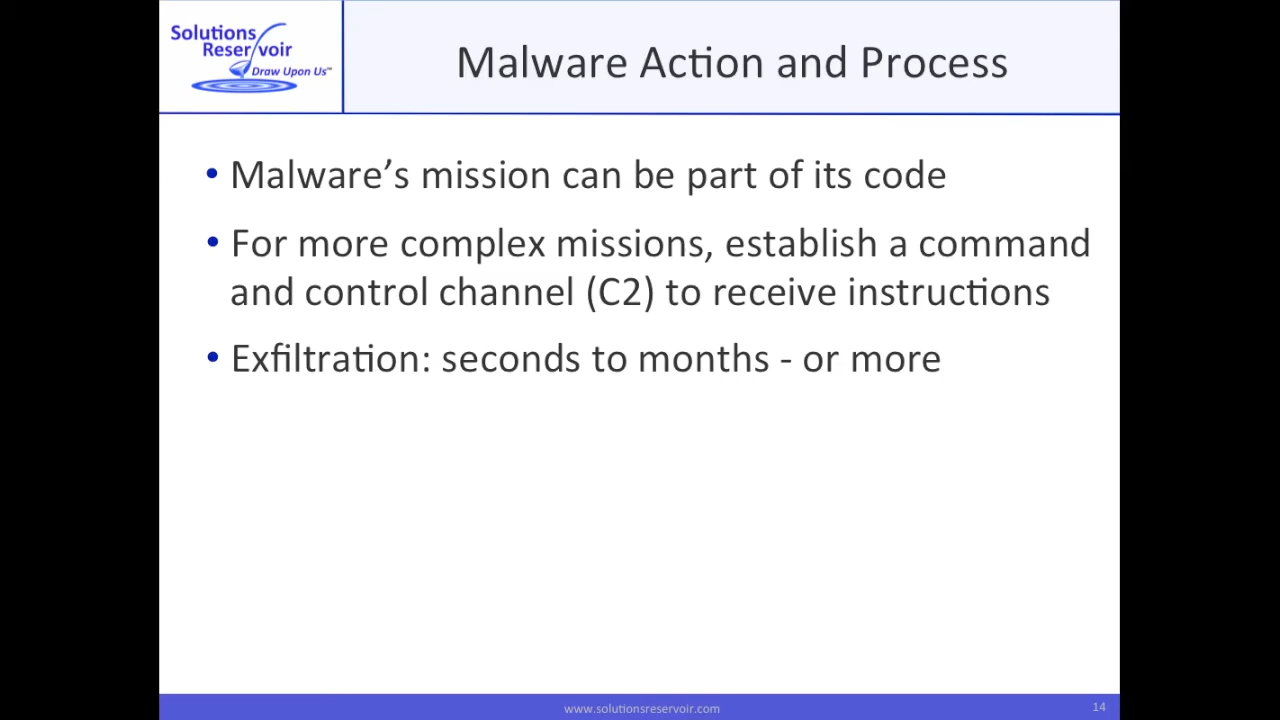 Solutions
Reservoir
Draw Upon Us™
Malware Action and Process
• Malware’s mission can be part of its code
• For more complex missions, establish a command
and control channel (C2) to receive instructions
• Exfiltration: seconds to months - or more
www.solutionsreservoir.com
14